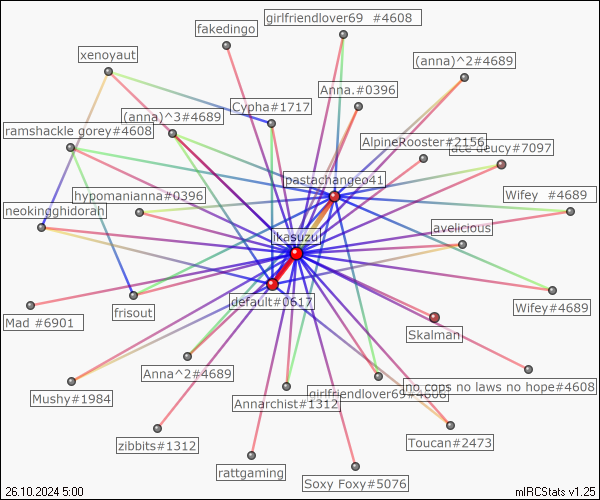 girlfriendlover69 #4608
fakedingo
xenoyaut
(anna)^2#4689
Anna.#0396
Cypha#1717
(anna)^3#4689
ramshackle gorey#4608
AlpineRooster#2156
ace deucy#7097
pastachangeo41
hypomanianna#0396
Wifey #4689
neokingghidorah
avelicious
ikasuzu
default#0617
Wifey#4689
Mad #6901
frisout
Skalman
Anna^2#4689
no cops no laws no hope#4608
girlfriendlover69#4608
Mushy#1984
Annarchist#1312
Toucan#2473
zibbits#1312
rattgaming
Soxy Foxy#5076
26.10.2024 5:00
mIRCStats v1.25